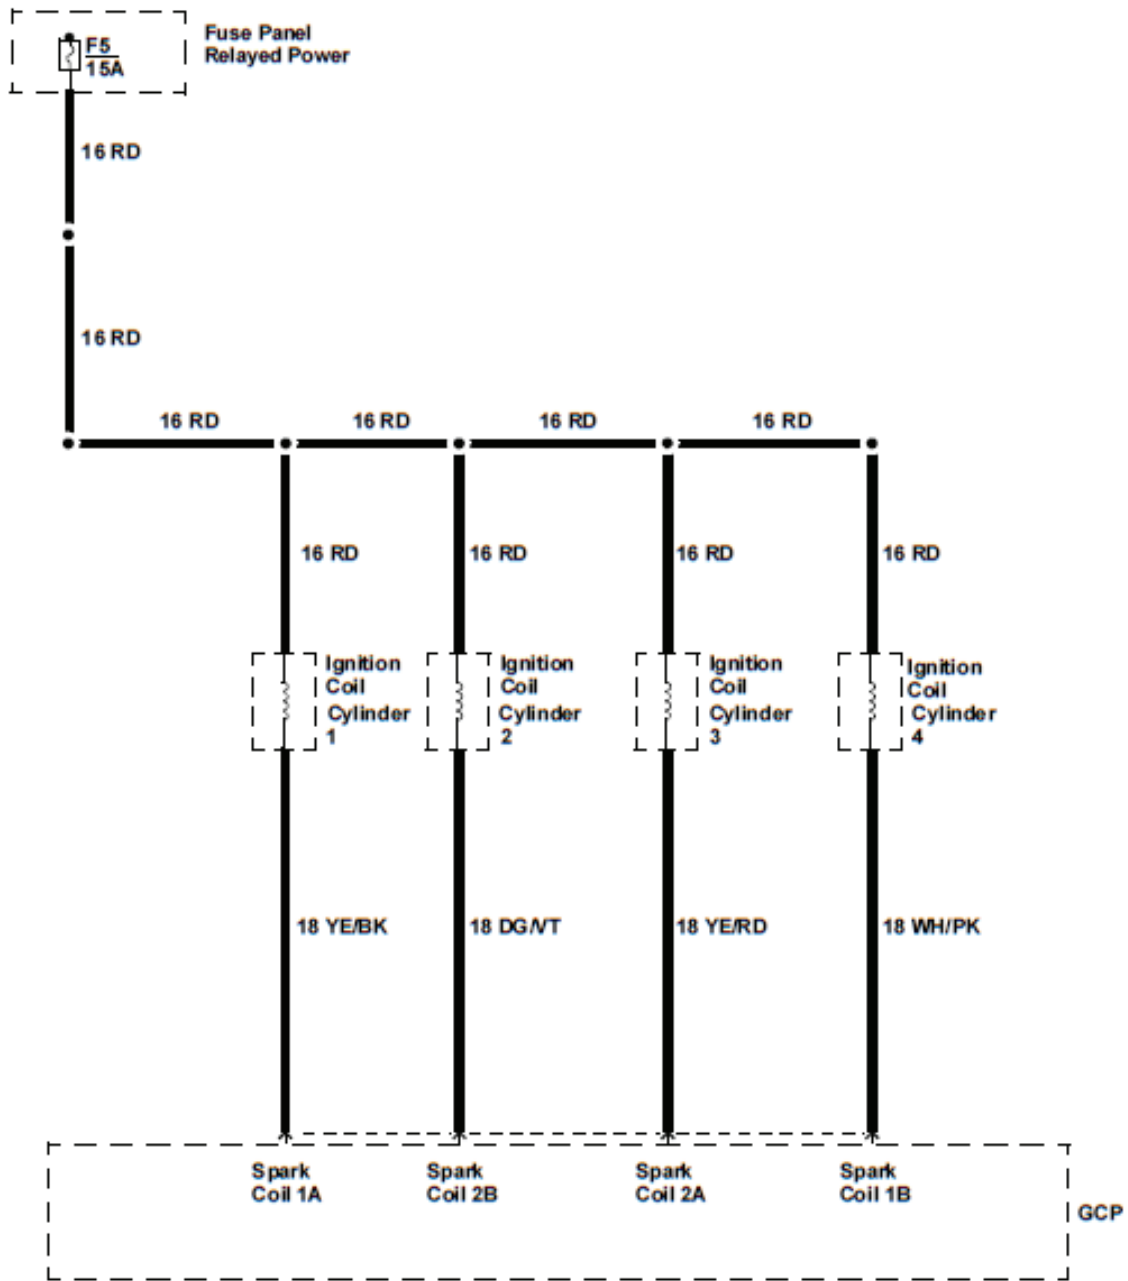 Fuse Panel
Relayed Power
F5
15A
16 RD
16 RD
16 RD
16 RD
16 RD
16 RD
16 RD
16 RD
16 RD
16 RD
Ignition
Coil
Cylinder
1
Ignition
Coil
Cylinder
2
Ignition
Coil
Cylinder
3
Ignition
Coil
Cylinder
4
18 YE/BK
18 DG/VT
18 YE/RD
18 WH/PK
Spark
Coil 1A
Spark
Coil 2B
Spark
Coil 2A
Spark
Coil 1B
GCP